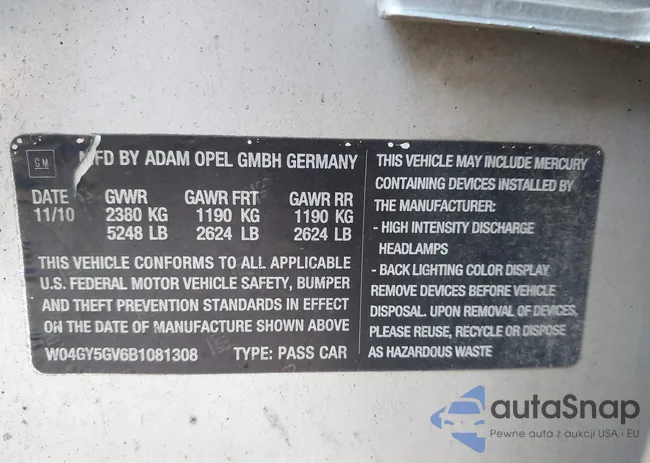 GM
MFD BY ADAM OPEL GMBH GERMANY
DATE GVWR GAWR FRT GAWR RR
11/10 2380 KG 1190 KG 1190 KG
5248 LB 2624 LB 2624 LB
THIS VEHICLE CONFORMS TO ALL APPLICABLE
U.S. FEDERAL MOTOR VEHICLE SAFETY, BUMPER
AND THEFT PREVENTION STANDARDS IN EFFECT
ON THE DATE OF MANUFACTURE SHOWN ABOVE
W04GY5GV6B1081308 TYPE: PASS CAR
THIS VEHICLE MAY INCLUDE MERCURY
CONTAINING DEVICES INSTALLED BY
THE MANUFACTURER:
- HIGH INTENSITY DISCHARGE
HEADLAMPS
- BACK LIGHTING COLOR DISPLAY
REMOVE DEVICES BEFORE VEHICLE
DISPOSAL. UPON REMOVAL OF DEVICES,
PLEASE REUSE, RECYCLE OR DISPOSE
AS HAZARDOUS WASTE
autaSnap
Pewne auta z aukcji USA i EU